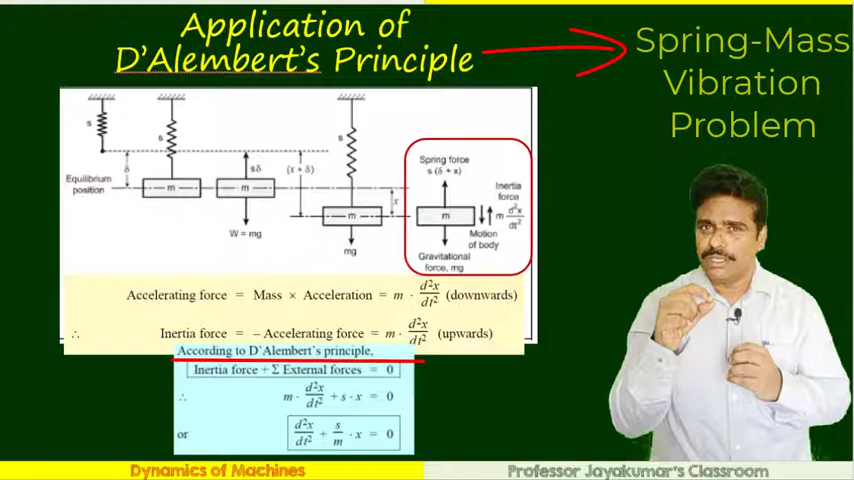 Application of
D'Alembert's Principle
Spring-Mass
Vibration
Problem
s
s
s
δ
sδ
(x + δ)
Equilibrium
position
m
m
W = mg
x
m
mg
Spring force
s (δ + x)
Inertia
force
m d²x/dt²
m
Motion
of body
Gravitational
force, mg
Accelerating force = Mass × Acceleration = m · d²x/dt² (downwards)
∴ Inertia force = – Accelerating force = m · d²x/dt² (upwards)
According to D'Alembert's principle,
Inertia force + Σ External forces = 0
∴ m · d²x/dt² + s · x = 0
or d²x/dt² + s/m · x = 0
Dynamics of Machines
Professor Jayakumar's Classroom